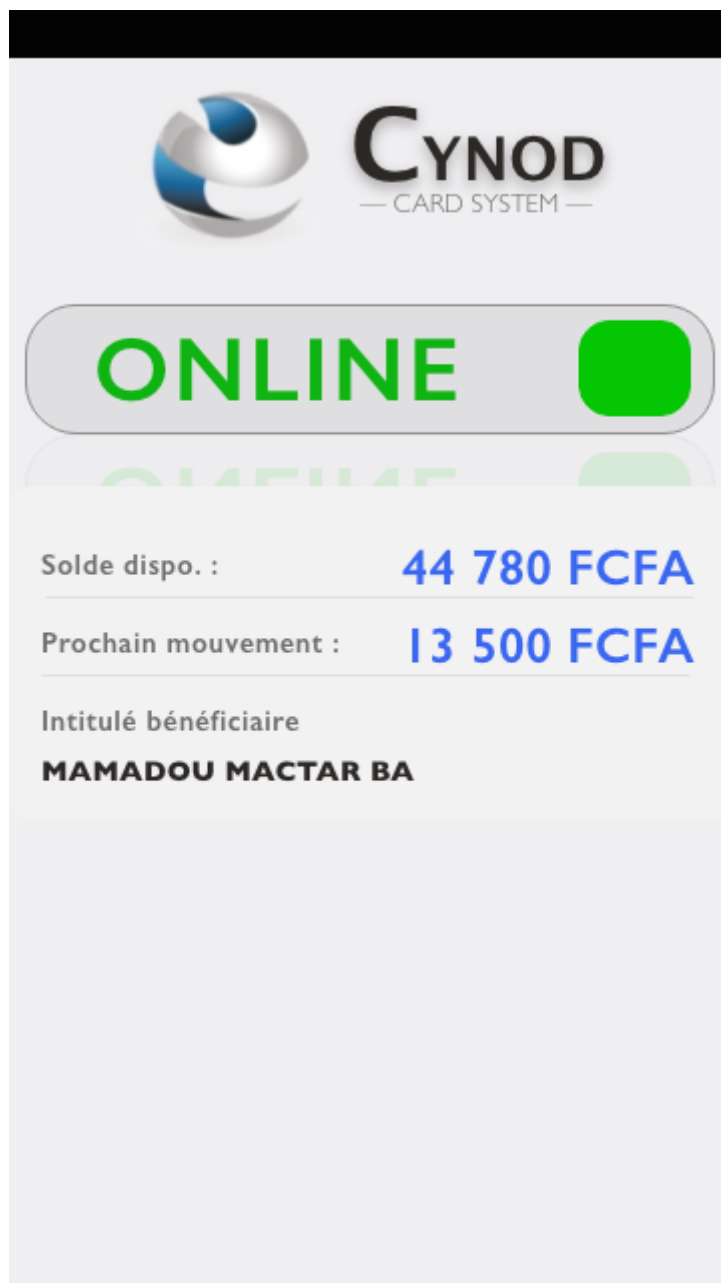 CYNOD
— CARD SYSTEM —
ONLINE
Solde dispo. : 44 780 FCFA
Prochain mouvement : 13 500 FCFA
Intitulé bénéficiaire
MAMADOU MACTAR BA